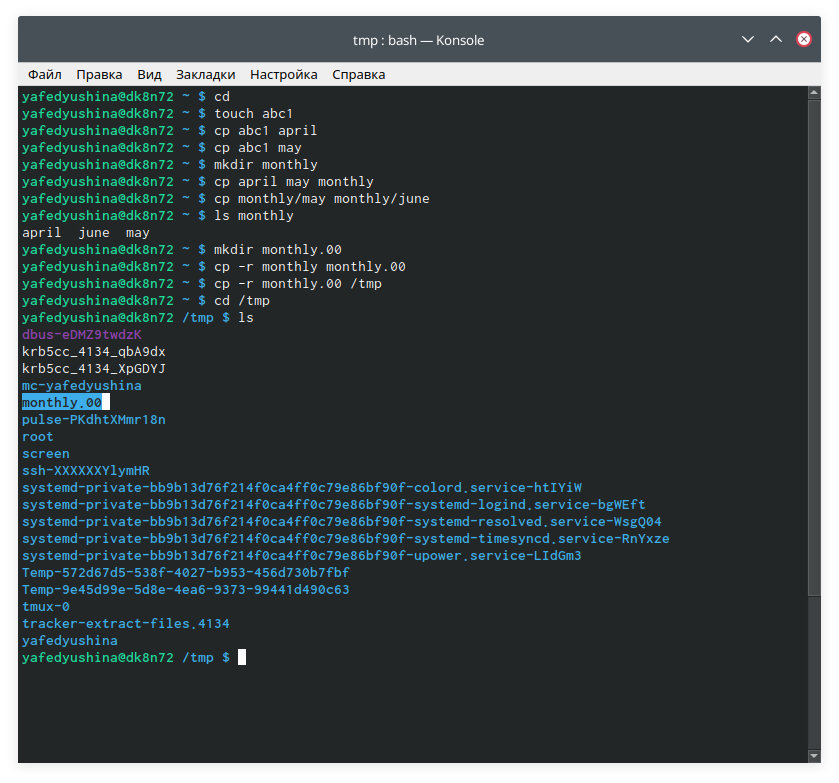 tmp : bash — Konsole
Файл Правка Вид Закладки Настройка Справка
yafedyushina@dk8n72 ~ $ cd
yafedyushina@dk8n72 ~ $ touch abc1
yafedyushina@dk8n72 ~ $ cp abc1 april
yafedyushina@dk8n72 ~ $ cp abc1 may
yafedyushina@dk8n72 ~ $ mkdir monthly
yafedyushina@dk8n72 ~ $ cp april may monthly
yafedyushina@dk8n72 ~ $ cp monthly/may monthly/june
yafedyushina@dk8n72 ~ $ ls monthly
april  june  may
yafedyushina@dk8n72 ~ $ mkdir monthly.00
yafedyushina@dk8n72 ~ $ cp -r monthly monthly.00
yafedyushina@dk8n72 ~ $ cp -r monthly.00 /tmp
yafedyushina@dk8n72 ~ $ cd /tmp
yafedyushina@dk8n72 /tmp $ ls
dbus-eDMZ9twdzK
krb5cc_4134_qbA9dx
krb5cc_4134_XpGDYJ
mc-yafedyushina
monthly.00
pulse-PKdhtXMmr18n
root
screen
ssh-XXXXXXYlymHR
systemd-private-bb9b13d76f214f0ca4ff0c79e86bf90f-colord.service-htIYiW
systemd-private-bb9b13d76f214f0ca4ff0c79e86bf90f-systemd-logind.service-bgWEft
systemd-private-bb9b13d76f214f0ca4ff0c79e86bf90f-systemd-resolved.service-WsgQ04
systemd-private-bb9b13d76f214f0ca4ff0c79e86bf90f-systemd-timesyncd.service-RnYxze
systemd-private-bb9b13d76f214f0ca4ff0c79e86bf90f-upower.service-LIdGm3
Temp-572d67d5-538f-4027-b953-456d730b7fbf
Temp-9e45d99e-5d8e-4ea6-9373-99441d490c63
tmux-0
tracker-extract-files.4134
yafedyushina
yafedyushina@dk8n72 /tmp $